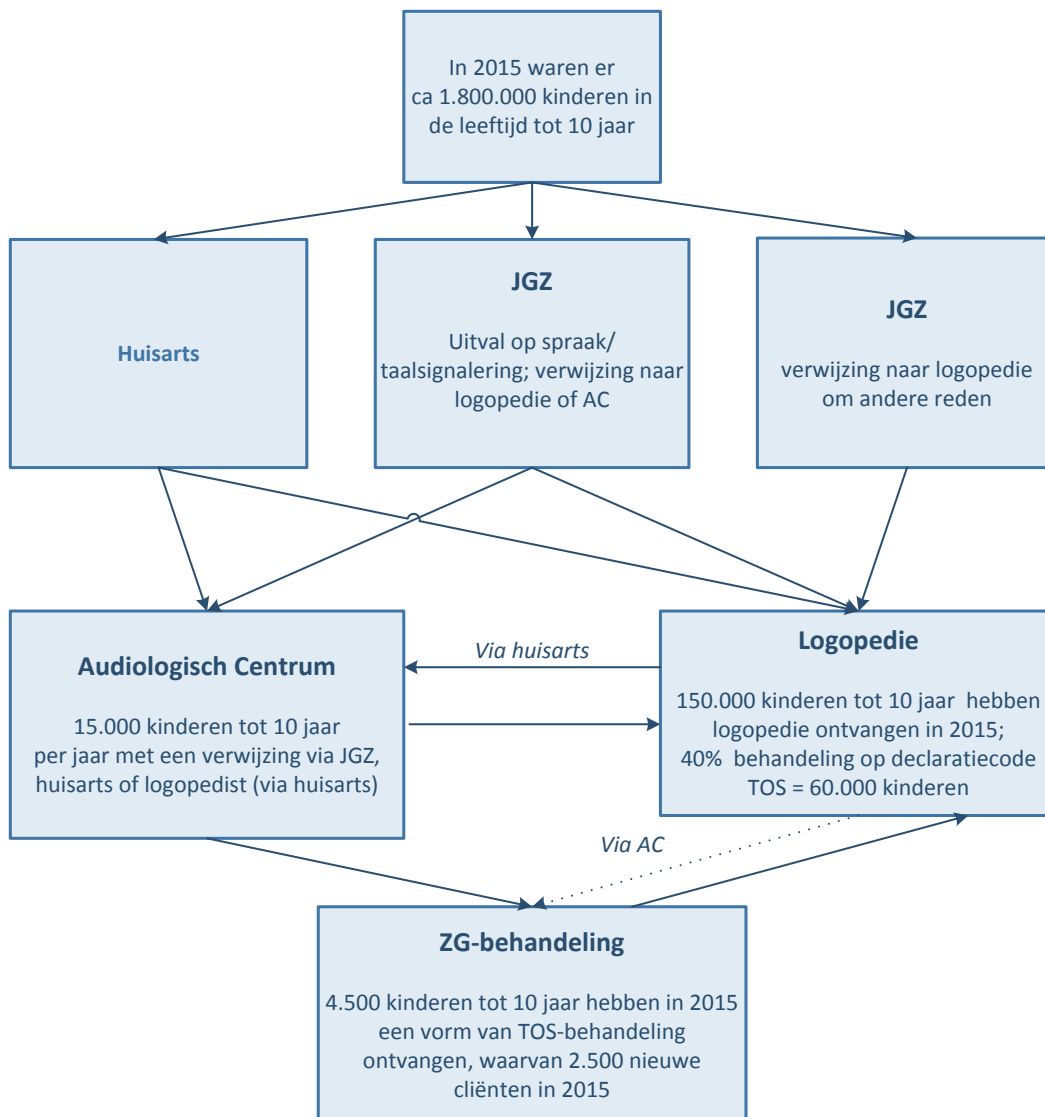 In 2015 waren er
ca 1.800.000 kinderen in
de leeftijd tot 10 jaar
Huisarts
JGZ
Uitval op spraak/
taalsignalering; verwijzing naar
logopedie of AC
JGZ
verwijzing naar logopedie
om andere reden
Audiologisch Centrum
15.000 kinderen tot 10 jaar
per jaar met een verwijzing via JGZ,
huisarts of logopedist (via huisarts)
Via huisarts
Logopedie
150.000 kinderen tot 10 jaar hebben
logopedie ontvangen in 2015;
40% behandeling op declaratiecode
TOS = 60.000 kinderen
Via AC
ZG-behandeling
4.500 kinderen tot 10 jaar hebben in 2015
een vorm van TOS-behandeling
ontvangen, waarvan 2.500 nieuwe
cliënten in 2015